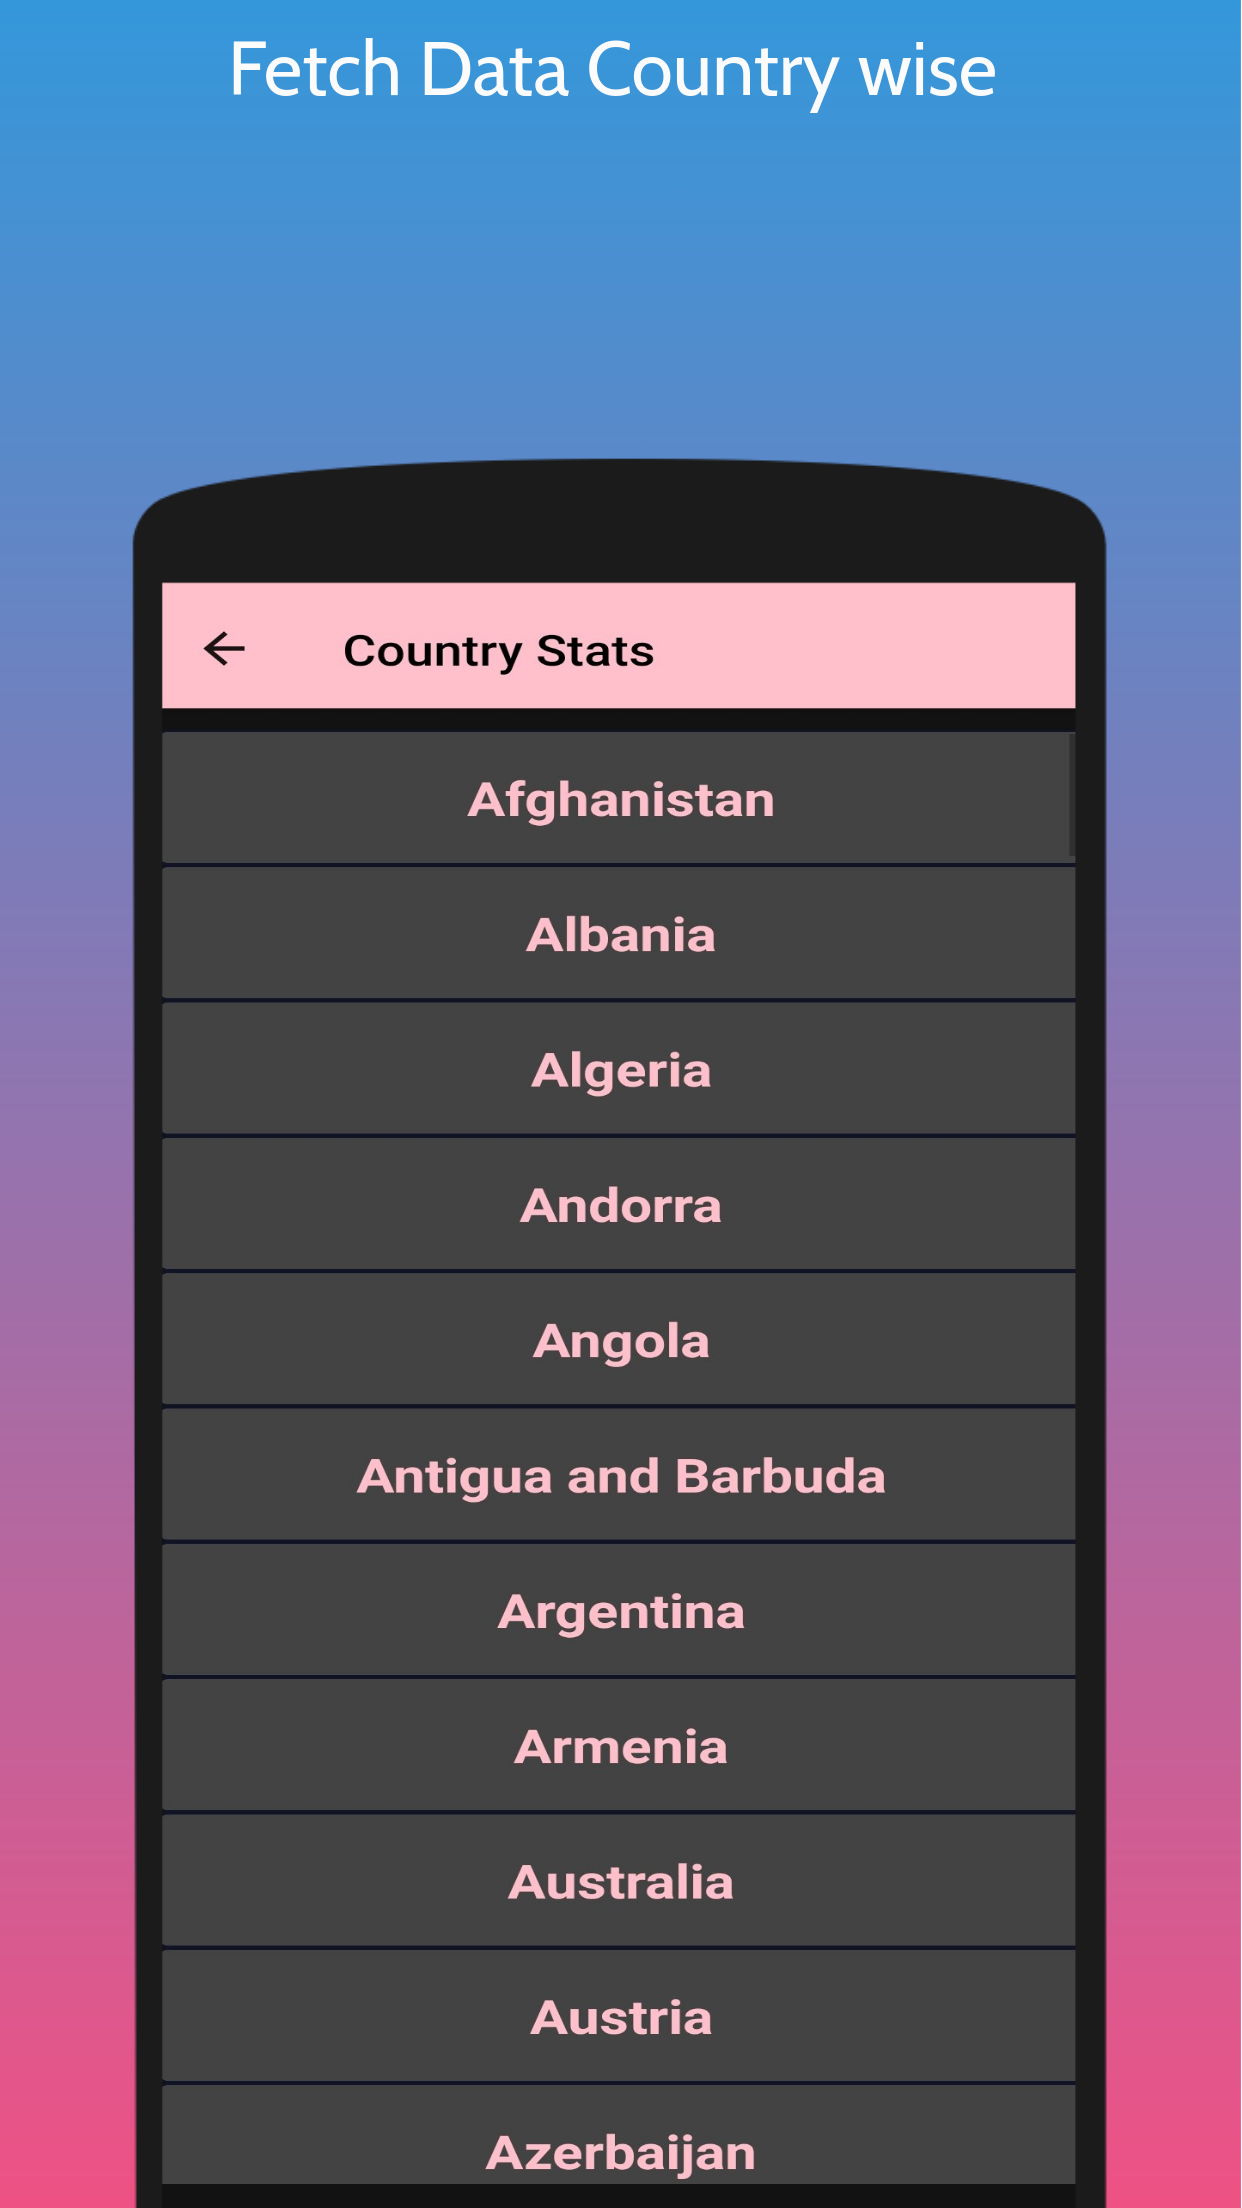 Fetch Data Country wise
Country Stats
Afghanistan
Albania
Algeria
Andorra
Angola
Antigua and Barbuda
Argentina
Armenia
Australia
Austria
Azerbaijan